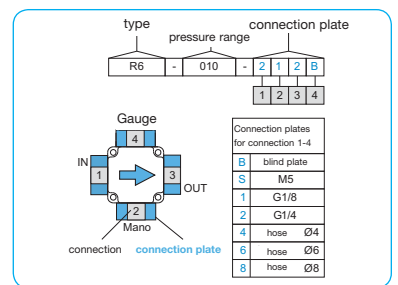 type
connection plate
pressure range
R6 - 010 - 2 1 2 B
1 2 3 4
Gauge
4
IN
1
3
OUT
2
Mano
connection connection plate
Connection plates
for connection 1-4
B blind plate
S M5
1 G1/8
2 G1/4
4 hose Ø4
6 hose Ø6
8 hose Ø8